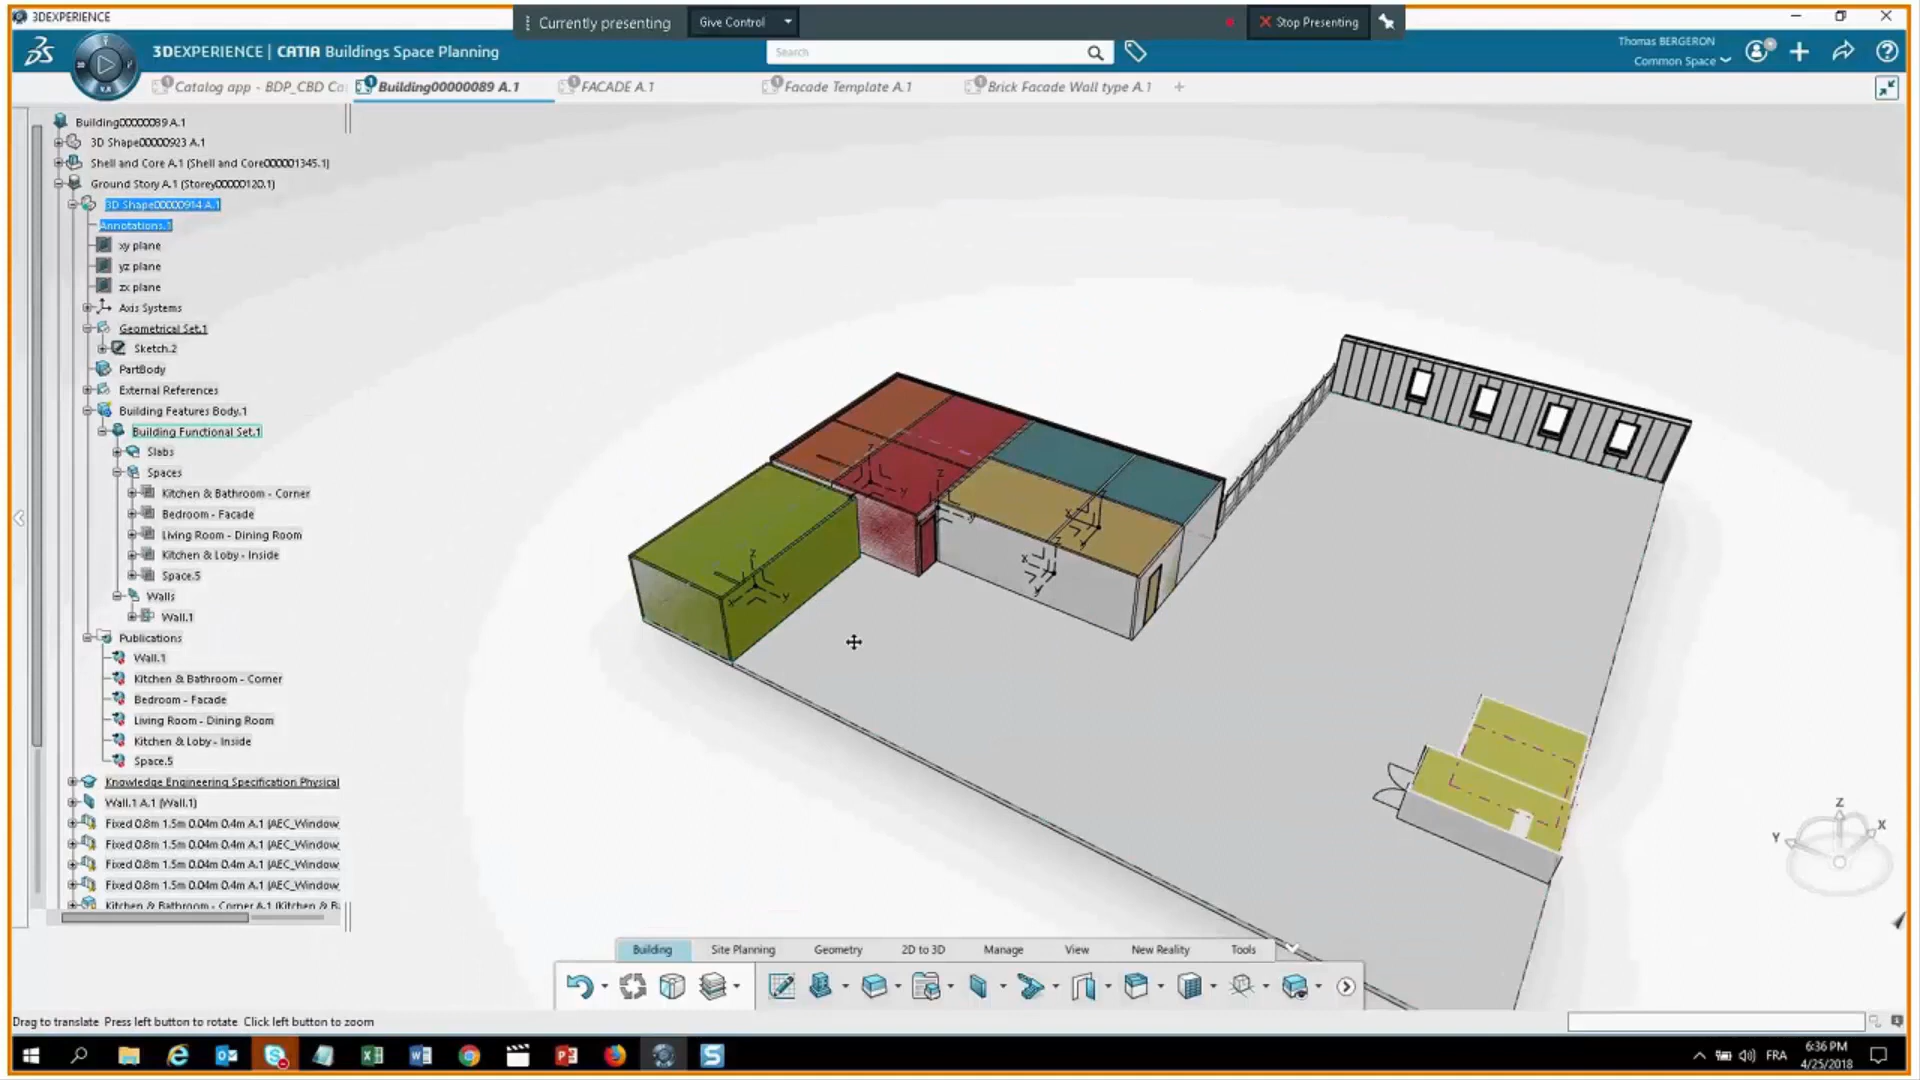 3DEXPERIENCE
Currently presenting
Give Control
Stop Presenting
3DEXPERIENCE | CATIA Buildings Space Planning
Search
Thomas BERGERON
Common Space
Catalog app - BDP_CBD Ca
Building00000089 A.1
FACADE A.1
Facade Template A.1
Brick Facade Wall type A.1
Building00000089 A.1
3D Shape00000923 A.1
Shell and Core A.1 (Shell and Core000001345.1)
Ground Story A.1 (Storey00000120.1)
3D Shape00000914 A.1
Annotations.1
xy plane
yz plane
zx plane
Axis Systems
Geometrical Set.1
Sketch.2
PartBody
External References
Building Features Body.1
Building Functional Set.1
Slabs
Spaces
Kitchen & Bathroom - Corner
Bedroom - Facade
Living Room - Dining Room
Kitchen & Loby - Inside
Space.5
Walls
Wall.1
Publications
Wall.1
Kitchen & Bathroom - Corner
Bedroom - Facade
Living Room - Dining Room
Kitchen & Loby - Inside
Space.5
Knowledge Engineering Specification Physical
Wall.1 A.1 (Wall.1)
Fixed 0.8m 1.5m 0.04m 0.4m A.1 (AEC_Window
Fixed 0.8m 1.5m 0.04m 0.4m A.1 (AEC_Window
Fixed 0.8m 1.5m 0.04m 0.4m A.1 (AEC_Window
Fixed 0.8m 1.5m 0.04m 0.4m A.1 (AEC_Window
Kitchen & Bathroom - Corner A.1 (Kitchen & B
Z
X
Y
Building
Site Planning
Geometry
2D to 3D
Manage
View
New Reality
Tools
Drag to translate Press left button to rotate Click left button to zoom
FRA
6:36 PM
4/25/2018